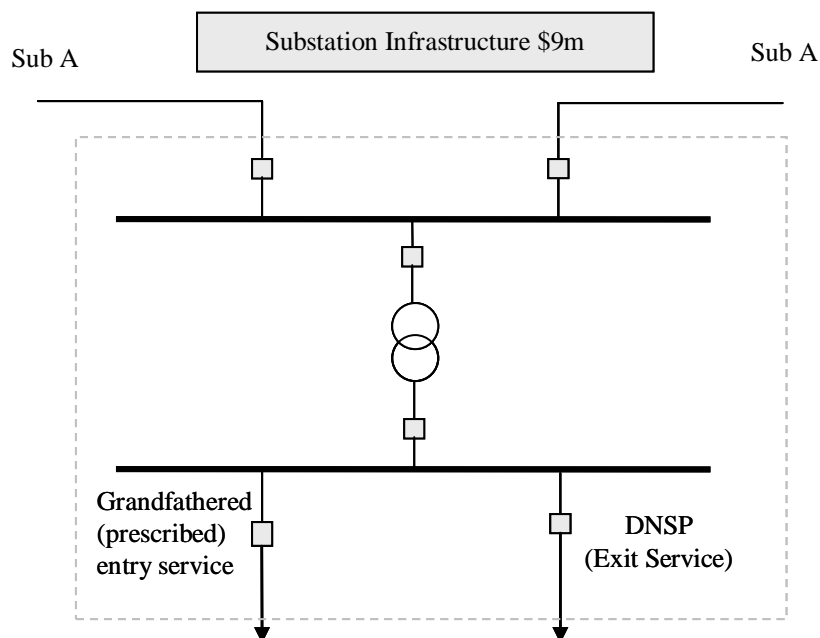 Substation Infrastructure $9m
Sub A
Sub A
Grandfathered
(prescribed)
entry service
DNSP
(Exit Service)